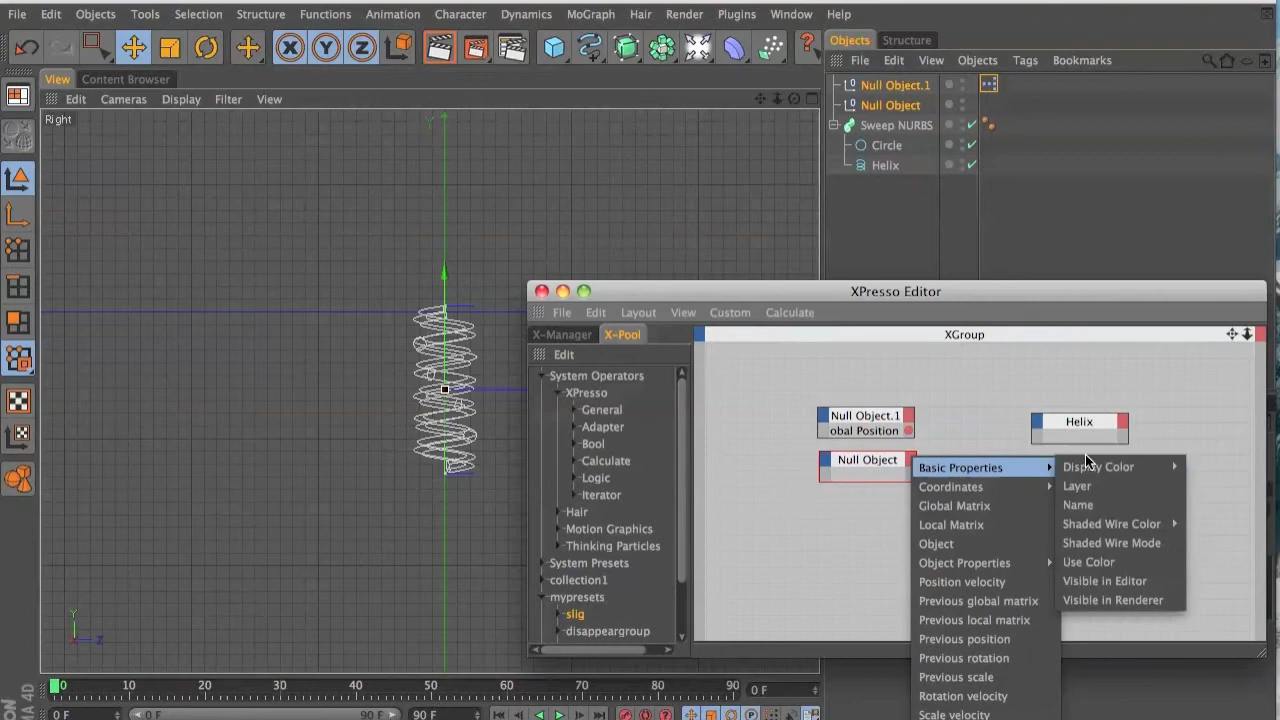 File Edit Objects Tools Selection Structure Functions Animation Character Dynamics MoGraph Hair Render Plugins Window Help
Objects Structure
File Edit View Objects Tags Bookmarks
Null Object.1
Null Object
Sweep NURBS
Circle
Helix
View Content Browser
Edit Cameras Display Filter View
Right
Y
Y
Z
XPresso Editor
File Edit Layout View Custom Calculate
X-Manager X-Pool
Edit
System Operators
XPresso
General
Adapter
Bool
Calculate
Logic
Iterator
Hair
Motion Graphics
Thinking Particles
System Presets
collection1
mypresets
slig
disappeargroup
XGroup
Null Object.1
obal Position
Null Object
Helix
Basic Properties
Coordinates
Global Matrix
Local Matrix
Object
Object Properties
Position velocity
Previous global matrix
Previous local matrix
Previous position
Previous rotation
Previous scale
Rotation velocity
Scale velocity
Display Color
Layer
Name
Shaded Wire Color
Shaded Wire Mode
Use Color
Visible in Editor
Visible in Renderer
0 10 20 30 40 50 60 70 80 90 0 F
0 F 0 F 90 F 90 F